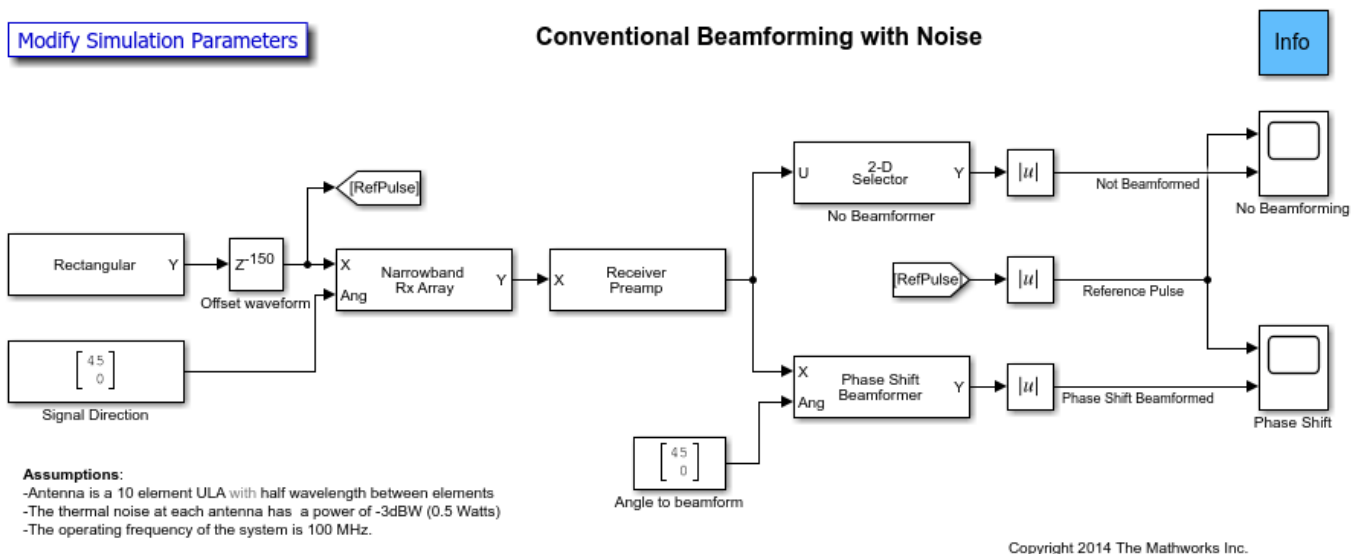 Modify Simulation Parameters
Conventional Beamforming with Noise
Info
[RefPulse]
Rectangular Y
Z-150
Offset waveform
X
Ang
Narrowband
Rx Array
Y
X
Receiver
Preamp
U
2-D
Selector
Y
No Beamformer
|u|
Not Beamformed
No Beamforming
[RefPulse]
|u|
Reference Pulse
45
0
Signal Direction
X
Ang
Phase Shift
Beamformer
Y
|u|
Phase Shift Beamformed
Phase Shift
45
0
Angle to beamform
Assumptions:
-Antenna is a 10 element ULA with half wavelength between elements
-The thermal noise at each antenna has a power of -3dBW (0.5 Watts)
-The operating frequency of the system is 100 MHz.
Copyright 2014 The Mathworks Inc.